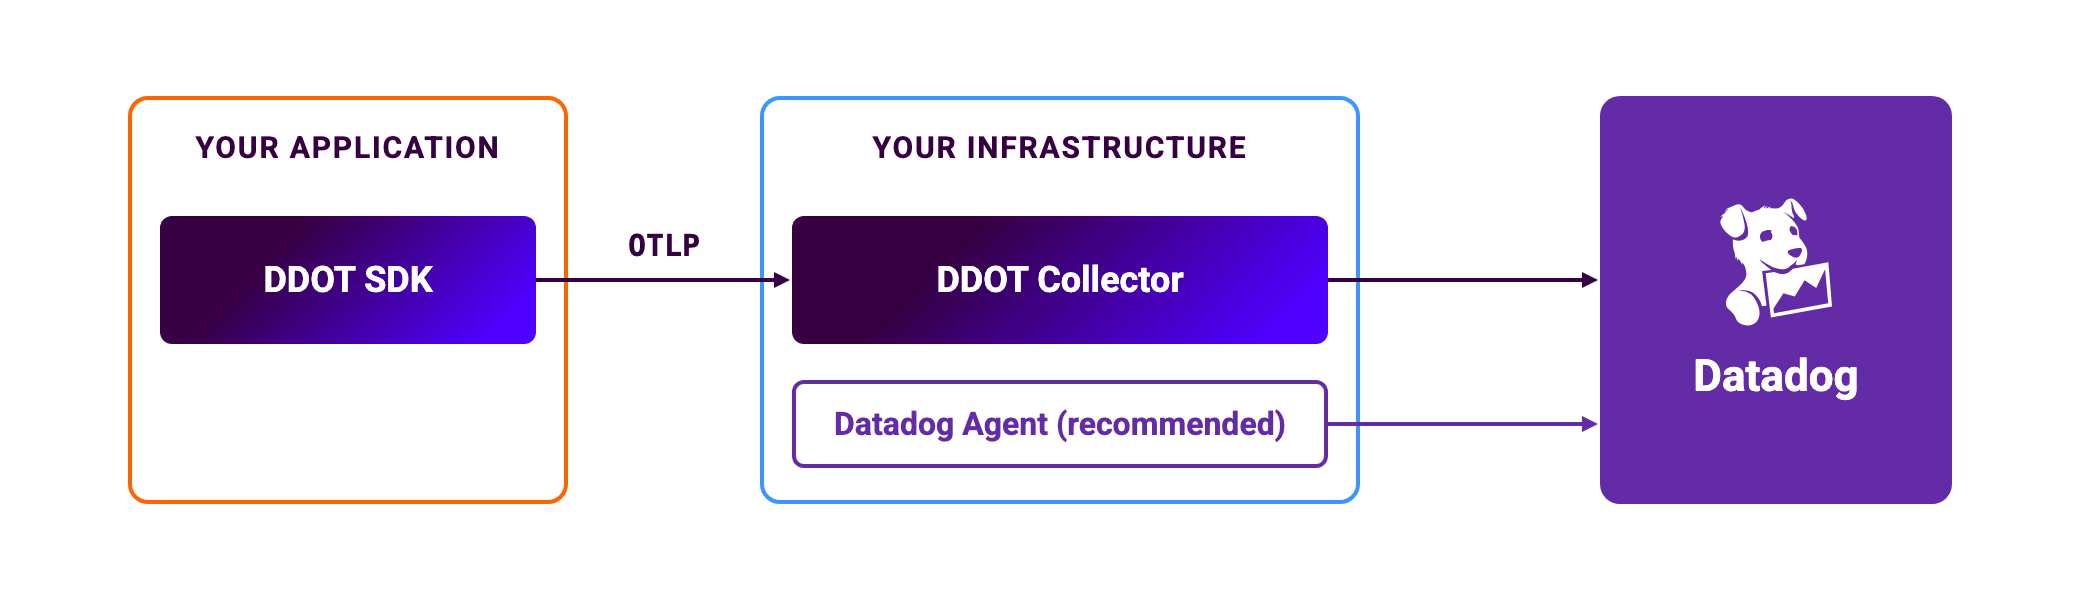 YOUR APPLICATION
DDOT SDK
OTLP
YOUR INFRASTRUCTURE
DDOT Collector
Datadog Agent (recommended)
Datadog